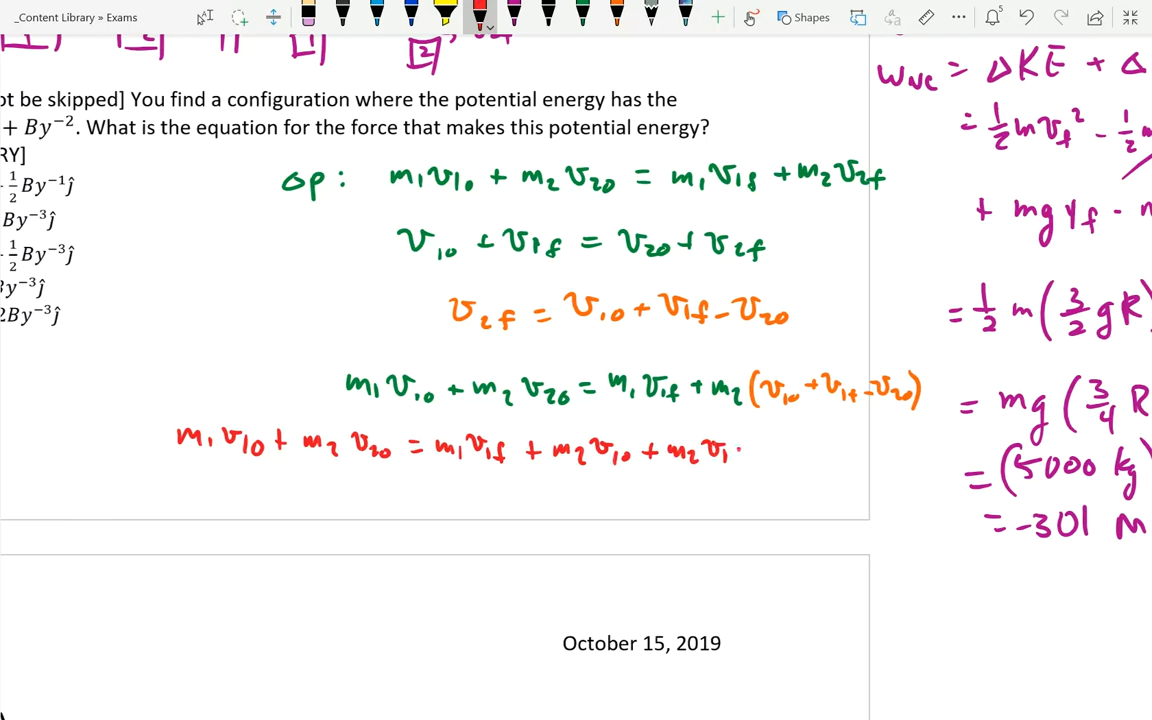 _Content Library » Exams
Shapes
5
2
ot be skipped] You find a configuration where the potential energy has the
+ By⁻². What is the equation for the force that makes this potential energy?
RY]
½By⁻¹ĵ
By⁻³ĵ
½By⁻³ĵ
By⁻³ĵ
2By⁻³ĵ
Δp : m₁v₁₀ + m₂v₂₀ = m₁v₁f + m₂v₂f
v₁₀ + v₁f = v₂₀ + v₂f
v₂f = v₁₀ + v₁f - v₂₀
m₁v₁₀ + m₂v₂₀ = m₁v₁f + m₂(v₁₀ + v₁f - v₂₀)
m₁v₁₀ + m₂v₂₀ = m₁v₁f + m₂v₁₀ + m₂v₁
WNC = ΔKE + Δ
= ½mvf² - ½m
+ mgyf -
= ½m(3/2 gR)
= mg(3/4 R
= (5000 kg)
= -301 m
October 15, 2019